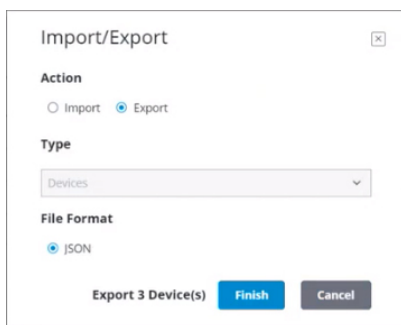 Import/Export
Action
Import Export
Type
Devices
File Format
JSON
Export 3 Device(s) Finish Cancel